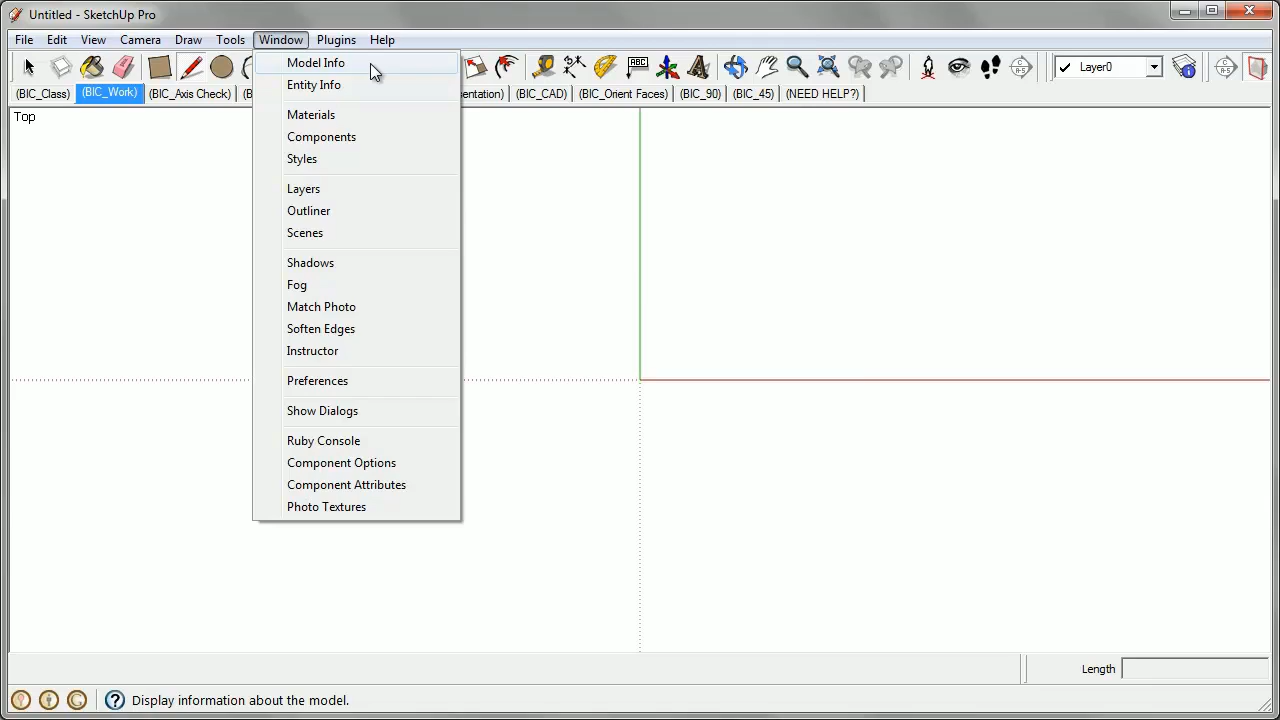 Untitled - SketchUp Pro
File Edit View Camera Draw Tools Window Plugins Help
ABC
Layer0
(BIC_Class) (BIC_Work) (BIC_Axis Check) entation) (BIC_CAD) (BIC_Orient Faces) (BIC_90) (BIC_45) (NEED HELP?)
Top
Model Info
Entity Info
Materials
Components
Styles
Layers
Outliner
Scenes
Shadows
Fog
Match Photo
Soften Edges
Instructor
Preferences
Show Dialogs
Ruby Console
Component Options
Component Attributes
Photo Textures
Length
Display information about the model.